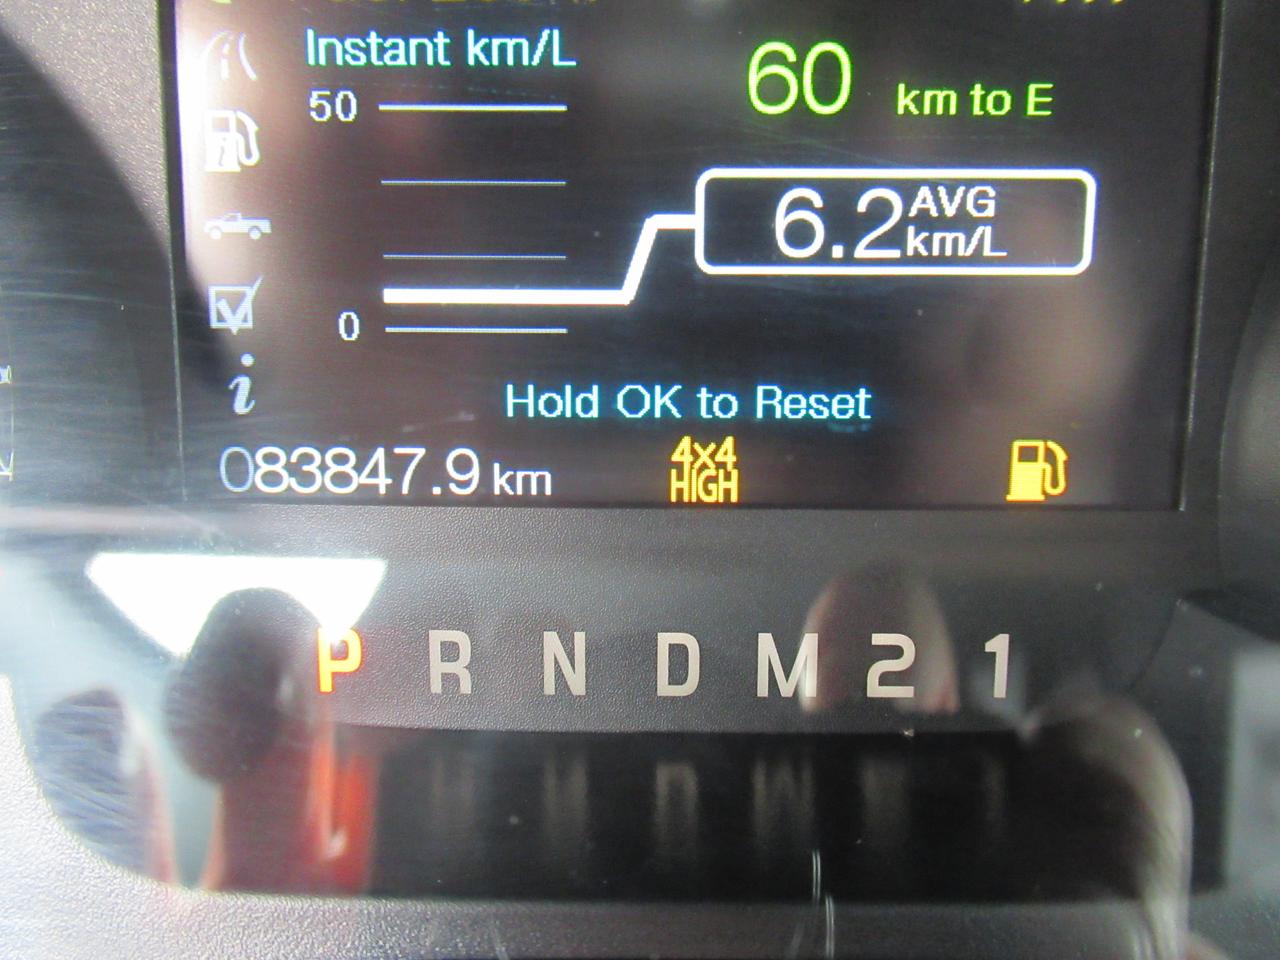 Instant km/L
50
60 km to E
6.2 AVG km/L
0
Hold OK to Reset
083847.9 km
4x4 HIGH
P R N D M 2 1